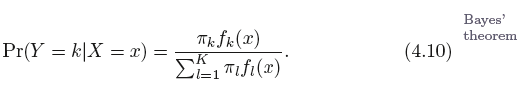 Pr(Y = k|X = x) = π_k f_k(x) / ∑_{l=1}^{K} π_l f_l(x). (4.10)
Bayes'
theorem